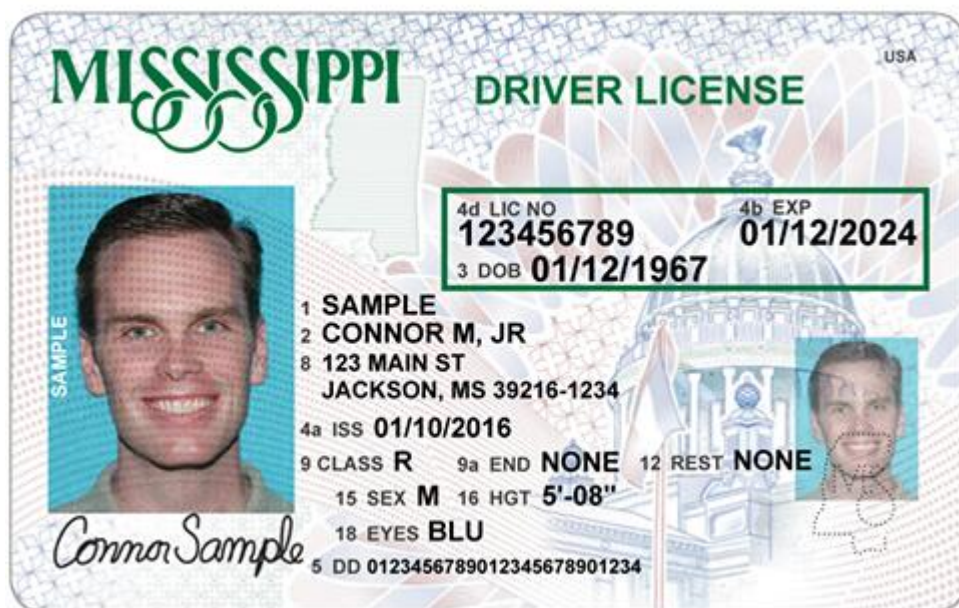 MISSISSIPPI
DRIVER LICENSE
USA
4d LIC NO
123456789
4b EXP
01/12/2024
3 DOB 01/12/1967
SAMPLE
1 SAMPLE
2 CONNOR M, JR
8 123 MAIN ST
JACKSON, MS 39216-1234
4a ISS 01/10/2016
9 CLASS R 9a END NONE 12 REST NONE
15 SEX M 16 HGT 5'-08"
18 EYES BLU
Connor Sample
5 DD 0123456789012345678901234